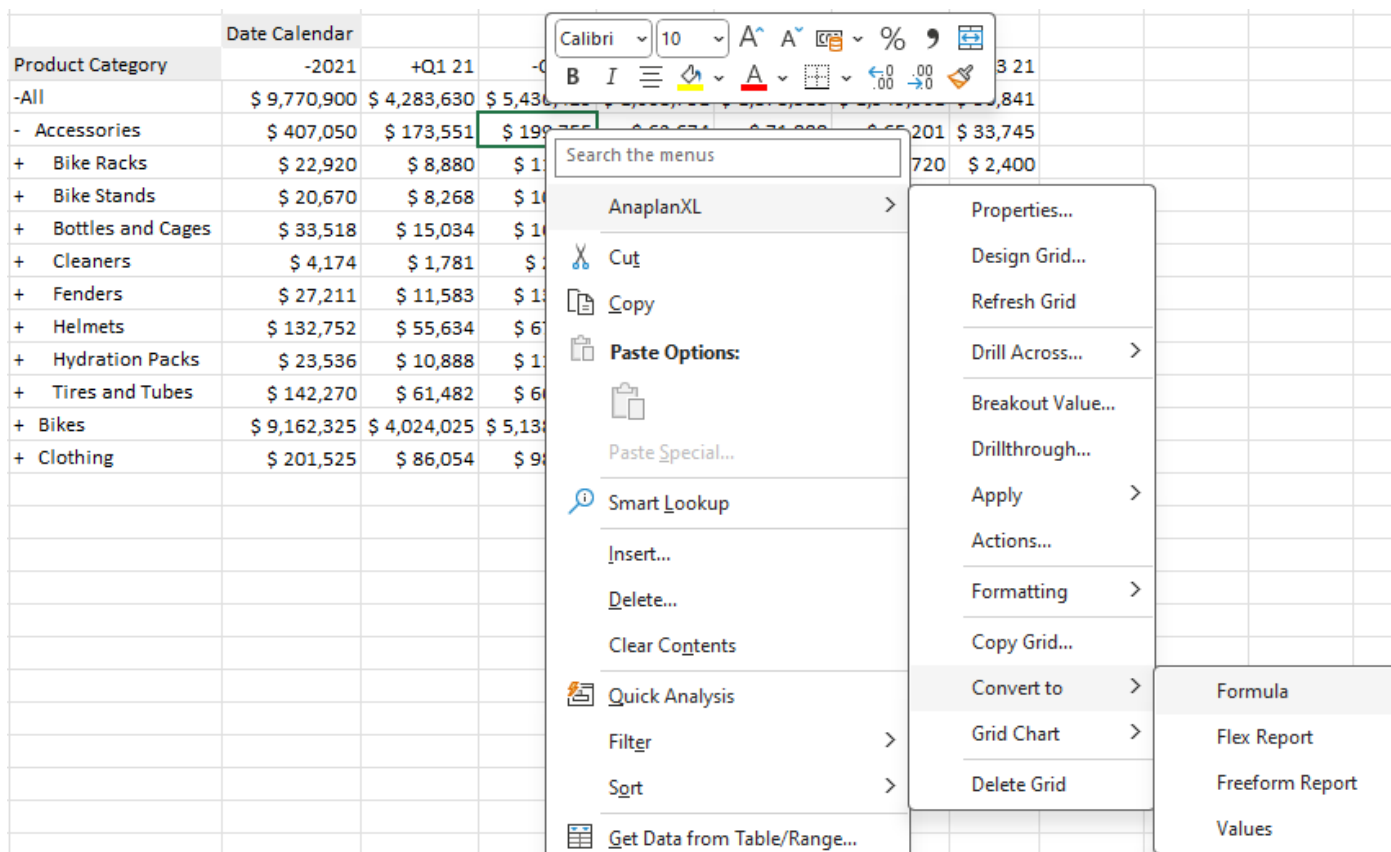 Date Calendar
Calibri 10
B I A
Product Category -2021 +Q1 21 3 21
-All $ 9,770,900 $ 4,283,630 841
- Accessories $ 407,050 $ 173,551 $ 199,755 201 $ 33,745
Search the menus
+ Bike Racks $ 22,920 $ 8,880 720 $ 2,400
+ Bike Stands $ 20,670 $ 8,268
+ Bottles and Cages $ 33,518 $ 15,034
+ Cleaners $ 4,174 $ 1,781
+ Fenders $ 27,211 $ 11,583
+ Helmets $ 132,752 $ 55,634
+ Hydration Packs $ 23,536 $ 10,888
+ Tires and Tubes $ 142,270 $ 61,482
+ Bikes $ 9,162,325 $ 4,024,025
+ Clothing $ 201,525 $ 86,054
AnaplanXL
Cut
Copy
Paste Options:
Paste Special...
Smart Lookup
Insert...
Delete...
Clear Contents
Quick Analysis
Filter
Sort
Get Data from Table/Range...
Properties...
Design Grid...
Refresh Grid
Drill Across...
Breakout Value...
Drillthrough...
Apply
Actions...
Formatting
Copy Grid...
Convert to
Grid Chart
Delete Grid
Formula
Flex Report
Freeform Report
Values